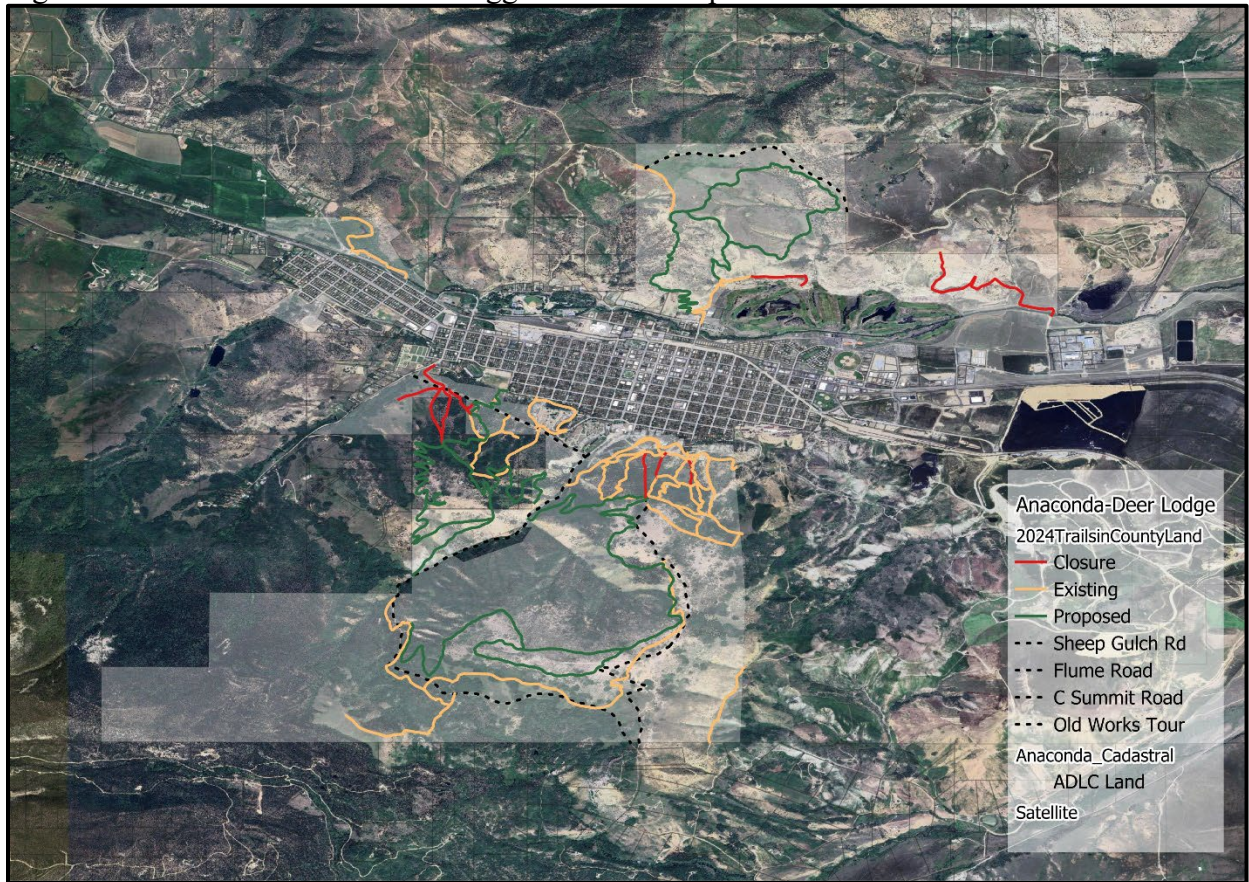 Anaconda-Deer Lodge
2024TrailsinCountyLand
Closure
Existing
Proposed
Sheep Gulch Rd
Flume Road
C Summit Road
Old Works Tour
Anaconda_Cadastral
ADLC Land
Satellite